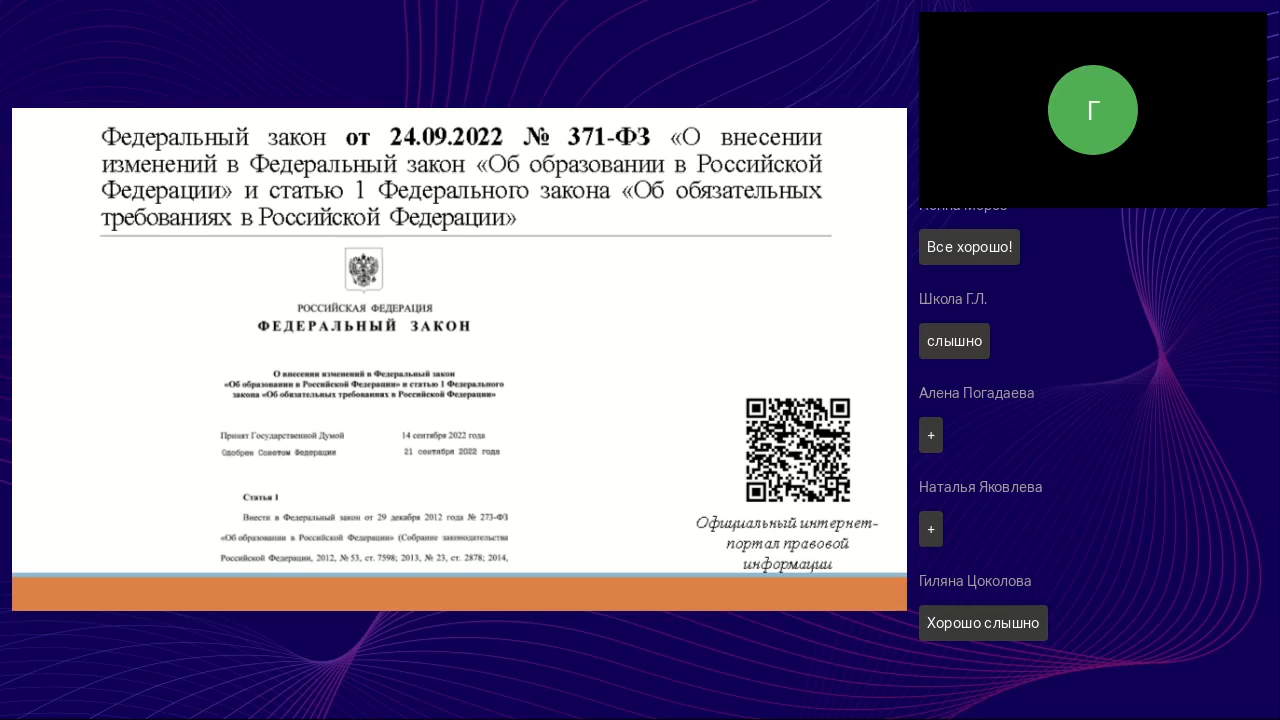 Федеральный закон от 24.09.2022 № 371-ФЗ «О внесении
изменений в Федеральный закон «Об образовании в Российской
Федерации» и статью 1 Федерального закона «Об обязательных
требованиях в Российской Федерации»
РОССИЙСКАЯ ФЕДЕРАЦИЯ
ФЕДЕРАЛЬНЫЙ ЗАКОН
О внесении изменений в Федеральный закон
«Об образовании в Российской Федерации» и статью 1 Федерального
закона «Об обязательных требованиях в Российской Федерации»
Принят Государственной Думой 14 сентября 2022 года
Одобрен Советом Федерации 21 сентября 2022 года
Статья 1
Внести в Федеральный закон от 29 декабря 2012 года № 273-ФЗ
«Об образовании в Российской Федерации» (Собрание законодательства
Российской Федерации, 2012, № 53, ст. 7598; 2013, № 23, ст. 2878; 2014,
Официальный интернет-
портал правовой
информации
Г
Все хорошо!
Школа Г.Л.
слышно
Алена Погадаева
+
Наталья Яковлева
+
Гиляна Цоколова
Хорошо слышно